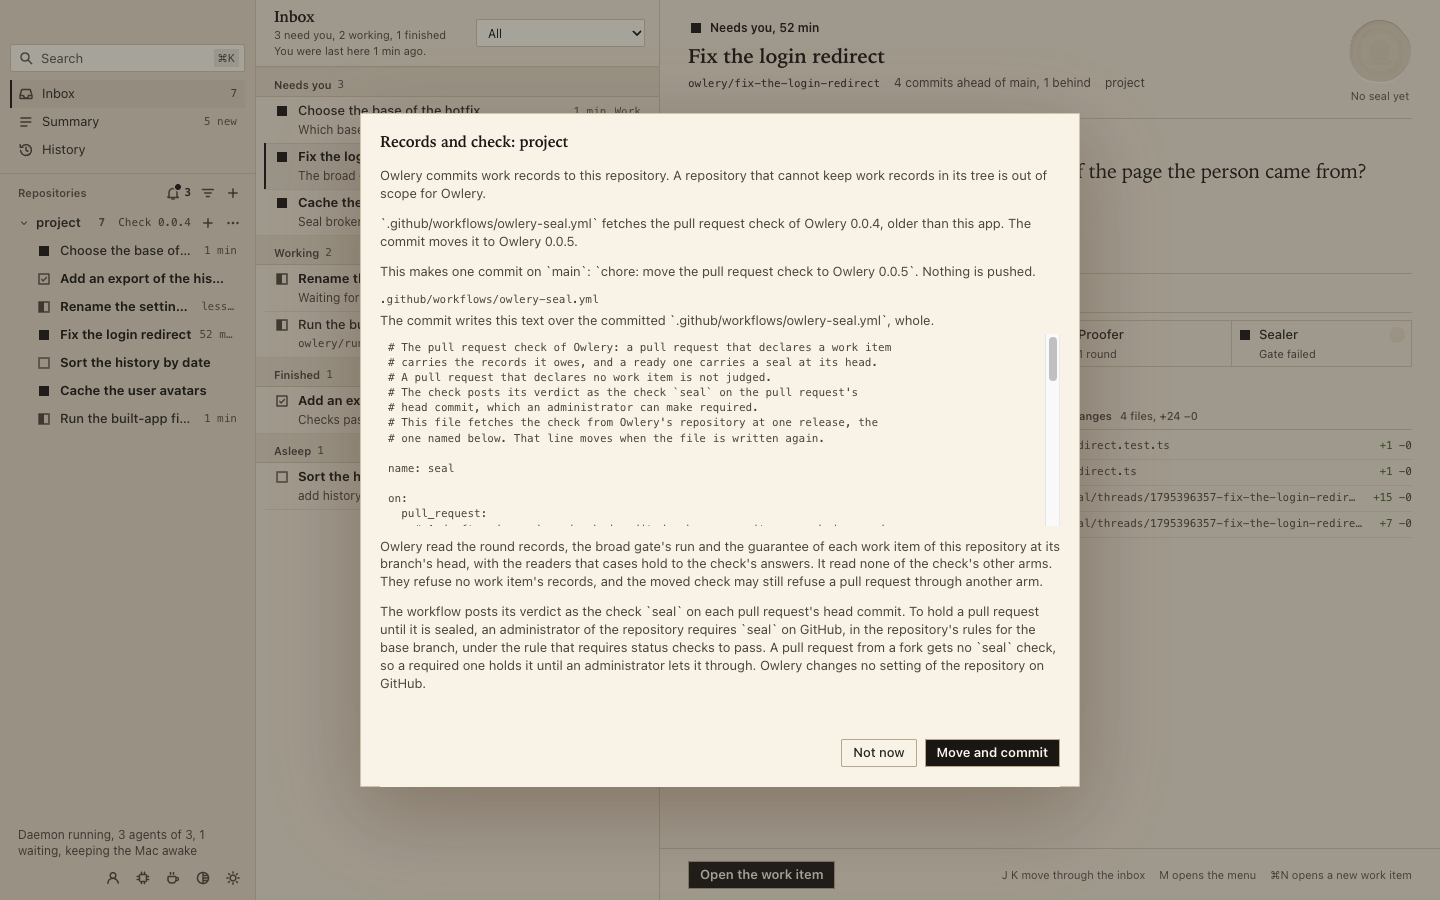 Search ⌘K
Inbox 7
Summary 5 new
History
Repositories 3
project 7 Check 0.0.4
Choose the base of... 1 min
Add an export of the his...
Rename the settin... less...
Fix the login redirect 52 m...
Sort the history by date
Cache the user avatars
Run the built-app fi... 1 min
Daemon running, 3 agents of 3, 1
waiting, keeping the Mac awake
Inbox
3 need you, 2 working, 1 finished
You were last here 1 min ago.
All
Needs you 3
Choose the base of the hotfix 1 min Work
Which base
Fix the log
The broad
Cache the
Seal broke
Working 2
Rename t
Waiting for
Run the bu
owlery/run
Finished 1
Add an ex
Checks pas
Asleep 1
Sort the h
add history
Needs you, 52 min
Fix the login redirect
owlery/fix-the-login-redirect 4 commits ahead of main, 1 behind project
No seal yet
f the page the person came from?
Proofer
1 round
Sealer
Gate failed
anges 4 files, +24 −0
direct.test.ts +1 −0
direct.ts +1 −0
al/threads/1795396357-fix-the-login-redir… +15 −0
al/threads/1795396357-fix-the-login-redire… +7 −0
Open the work item
J K move through the inbox M opens the menu ⌘N opens a new work item
Records and check: project
Owlery commits work records to this repository. A repository that cannot keep work records in its tree is out of
scope for Owlery.
`.github/workflows/owlery-seal.yml` fetches the pull request check of Owlery 0.0.4, older than this app. The
commit moves it to Owlery 0.0.5.
This makes one commit on `main`: `chore: move the pull request check to Owlery 0.0.5`. Nothing is pushed.
.github/workflows/owlery-seal.yml
The commit writes this text over the committed `.github/workflows/owlery-seal.yml`, whole.
# The pull request check of Owlery: a pull request that declares a work item
# carries the records it owes, and a ready one carries a seal at its head.
# A pull request that declares no work item is not judged.
# The check posts its verdict as the check `seal` on the pull request's
# head commit, which an administrator can make required.
# This file fetches the check from Owlery's repository at one release, the
# one named below. That line moves when the file is written again.
name: seal
on:
pull_request:
Owlery read the round records, the broad gate's run and the guarantee of each work item of this repository at its
branch's head, with the readers that cases hold to the check's answers. It read none of the check's other arms.
They refuse no work item's records, and the moved check may still refuse a pull request through another arm.
The workflow posts its verdict as the check `seal` on each pull request's head commit. To hold a pull request
until it is sealed, an administrator of the repository requires `seal` on GitHub, in the repository's rules for the
base branch, under the rule that requires status checks to pass. A pull request from a fork gets no `seal` check,
so a required one holds it until an administrator lets it through. Owlery changes no setting of the repository on
GitHub.
Not now
Move and commit